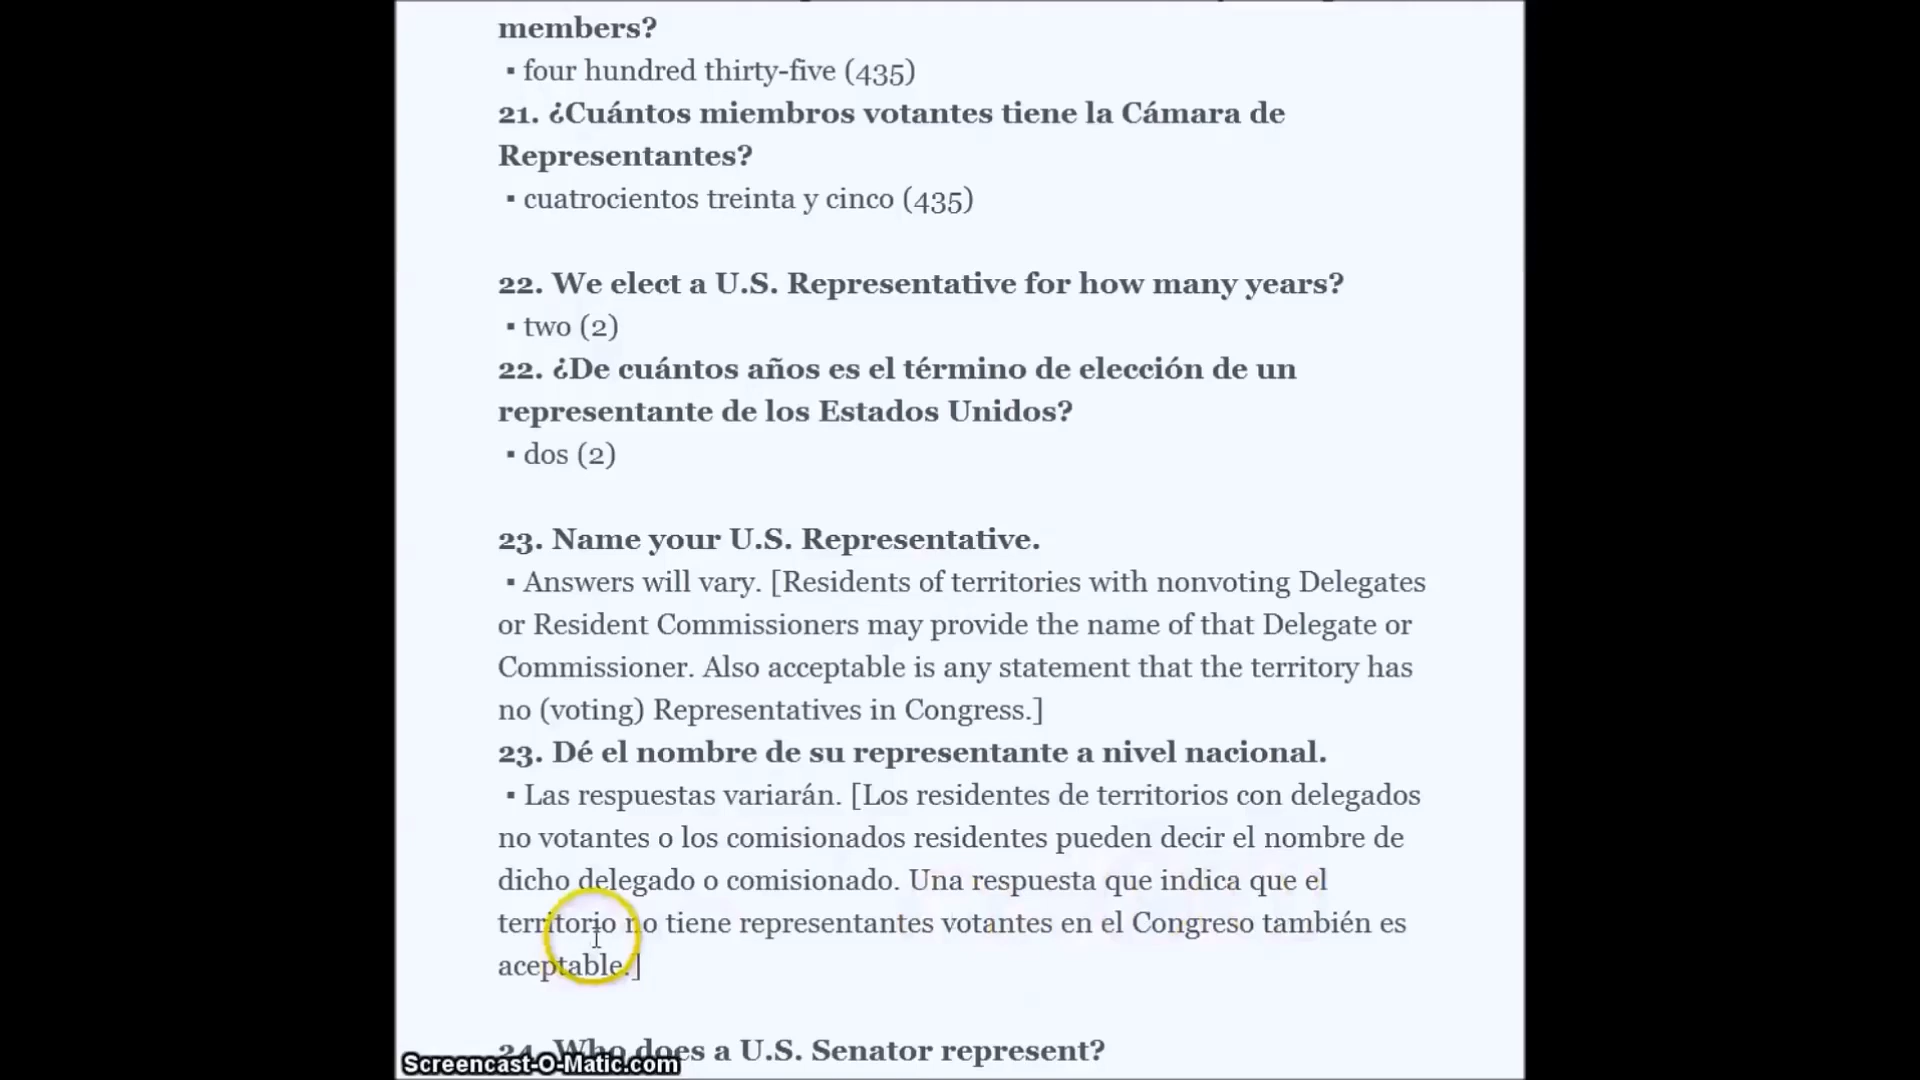 members?
▪ four hundred thirty-five (435)
21. ¿Cuántos miembros votantes tiene la Cámara de
Representantes?
▪ cuatrocientos treinta y cinco (435)
22. We elect a U.S. Representative for how many years?
▪ two (2)
22. ¿De cuántos años es el término de elección de un
representante de los Estados Unidos?
▪ dos (2)
23. Name your U.S. Representative.
▪ Answers will vary. [Residents of territories with nonvoting Delegates
or Resident Commissioners may provide the name of that Delegate or
Commissioner. Also acceptable is any statement that the territory has
no (voting) Representatives in Congress.]
23. Dé el nombre de su representante a nivel nacional.
▪ Las respuestas variarán. [Los residentes de territorios con delegados
no votantes o los comisionados residentes pueden decir el nombre de
dicho delegado o comisionado. Una respuesta que indica que el
territorio no tiene representantes votantes en el Congreso también es
aceptable.]
24. Who does a U.S. Senator represent?
Screencast-O-Matic.com